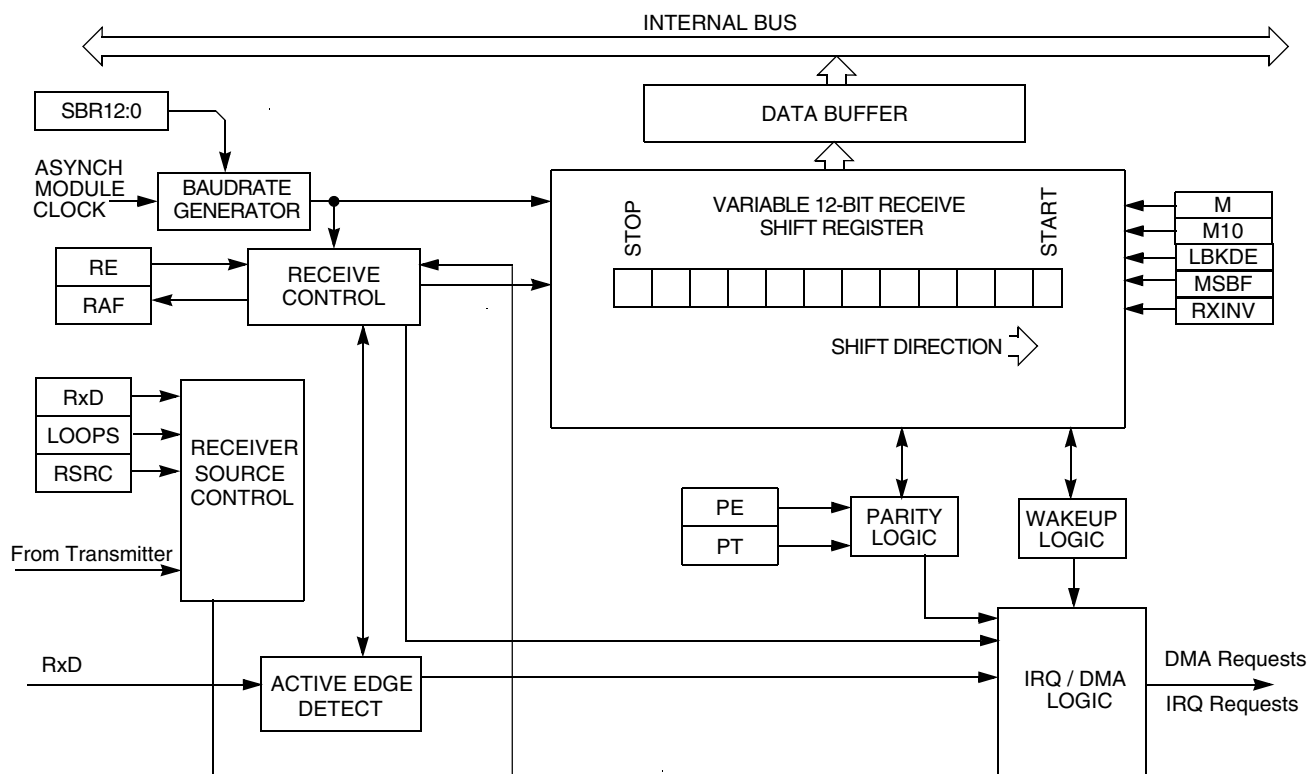 INTERNAL BUS
SBR12:0
DATA BUFFER
ASYNCH
MODULE
CLOCK
BAUDRATE
GENERATOR
VARIABLE 12-BIT RECEIVE
SHIFT REGISTER
STOP
START
M
M10
LBKDE
MSBF
RXINV
RE
RAF
RECEIVE
CONTROL
SHIFT DIRECTION
RxD
LOOPS
RSRC
RECEIVER
SOURCE
CONTROL
From Transmitter
PE
PT
PARITY
LOGIC
WAKEUP
LOGIC
RxD
ACTIVE EDGE
DETECT
IRQ / DMA
LOGIC
DMA Requests
IRQ Requests